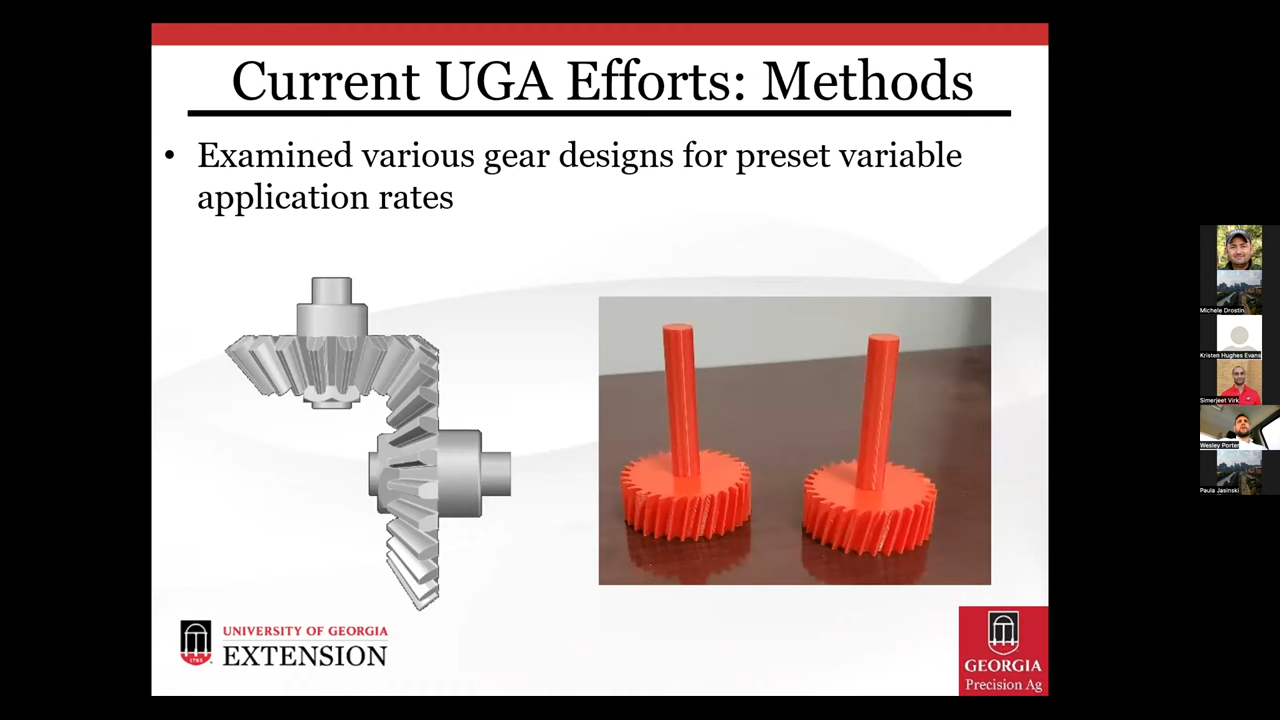 Current UGA Efforts: Methods
• Examined various gear designs for preset variable
application rates
1785
UNIVERSITY OF GEORGIA
EXTENSION
GEORGIA
Precision Ag
Michele Drostin
Kristen Hughes Evans
Simerjeet Virk
Wesley Porter
Paula Jasinski